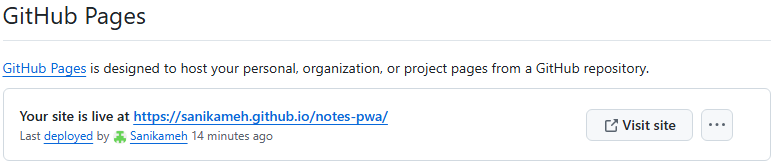 GitHub Pages
GitHub Pages is designed to host your personal, organization, or project pages from a GitHub repository.
Your site is live at https://sanikameh.github.io/notes-pwa/
Last deployed by Sanikameh 14 minutes ago
Visit site